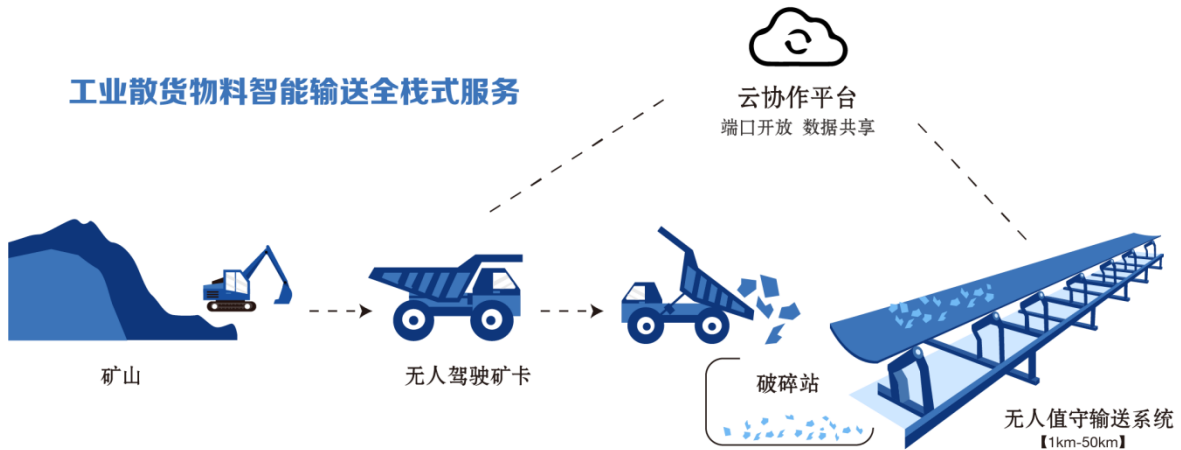 工业散货物料智能输送全栈式服务
云协作平台
端口开放 数据共享
矿山
无人驾驶矿卡
破碎站
无人值守输送系统
【1km-50km】